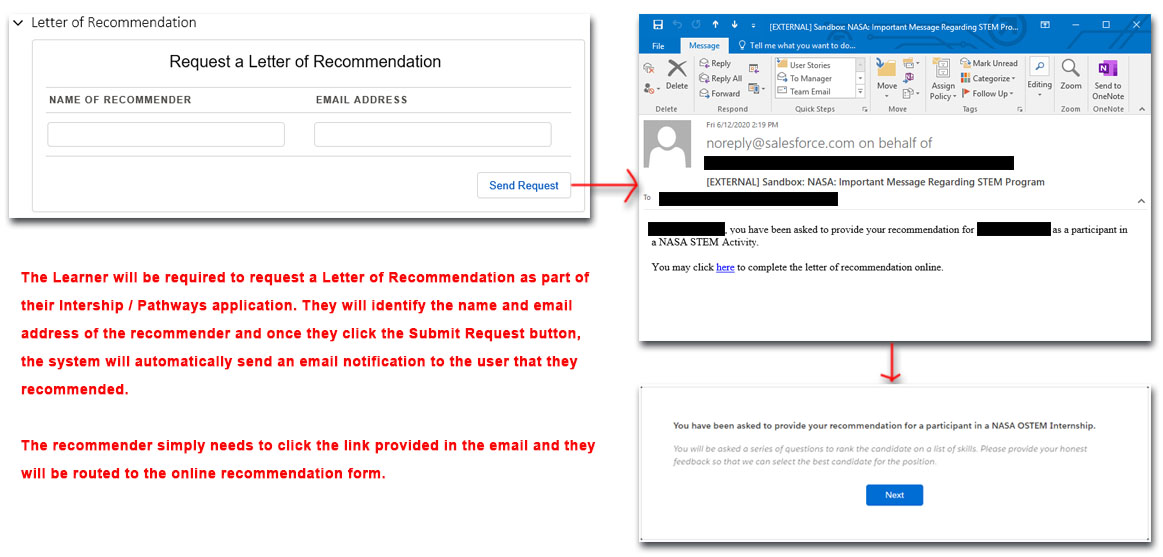 Letter of Recommendation
Request a Letter of Recommendation
NAME OF RECOMMENDER EMAIL ADDRESS
Send Request
The Learner will be required to request a Letter of Recommendation as part of
their Intership / Pathways application. They will identify the name and email
address of the recommender and once they click the Submit Request button,
the system will automatically send an email notification to the user that they
recommended.
The recommender simply needs to click the link provided in the email and they
will be routed to the online recommendation form.
[EXTERNAL] Sandbox: NASA: Important Message Regarding STEM Pro...
File Message Tell me what you want to do...
Delete
Reply
Reply All
Forward
User Stories
To Manager
Team Email
Move
Assign
Policy
Mark Unread
Categorize
Follow Up
Editing
Zoom
Send to
OneNote
Delete Respond Quick Steps Move Tags Zoom OneNote
Fri 6/12/2020 2:19 PM
noreply@salesforce.com on behalf of
[EXTERNAL] Sandbox: NASA: Important Message Regarding STEM Program
To
, you have been asked to provide your recommendation for as a participant in
a NASA STEM Activity.
You may click here to complete the letter of recommendation online.
You have been asked to provide your recommendation for a participant in a NASA OSTEM Internship.
You will be asked a series of questions to rank the candidate on a list of skills. Please provide your honest
feedback so that we can select the best candidate for the position.
Next